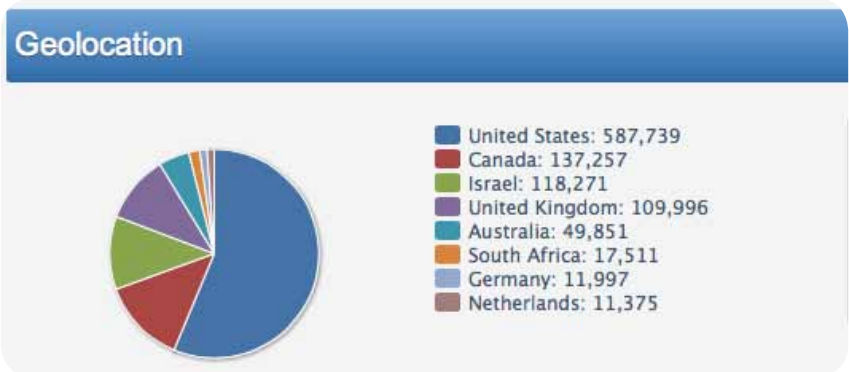 Geolocation
United States: 587,739
Canada: 137,257
Israel: 118,271
United Kingdom: 109,996
Australia: 49,851
South Africa: 17,511
Germany: 11,997
Netherlands: 11,375